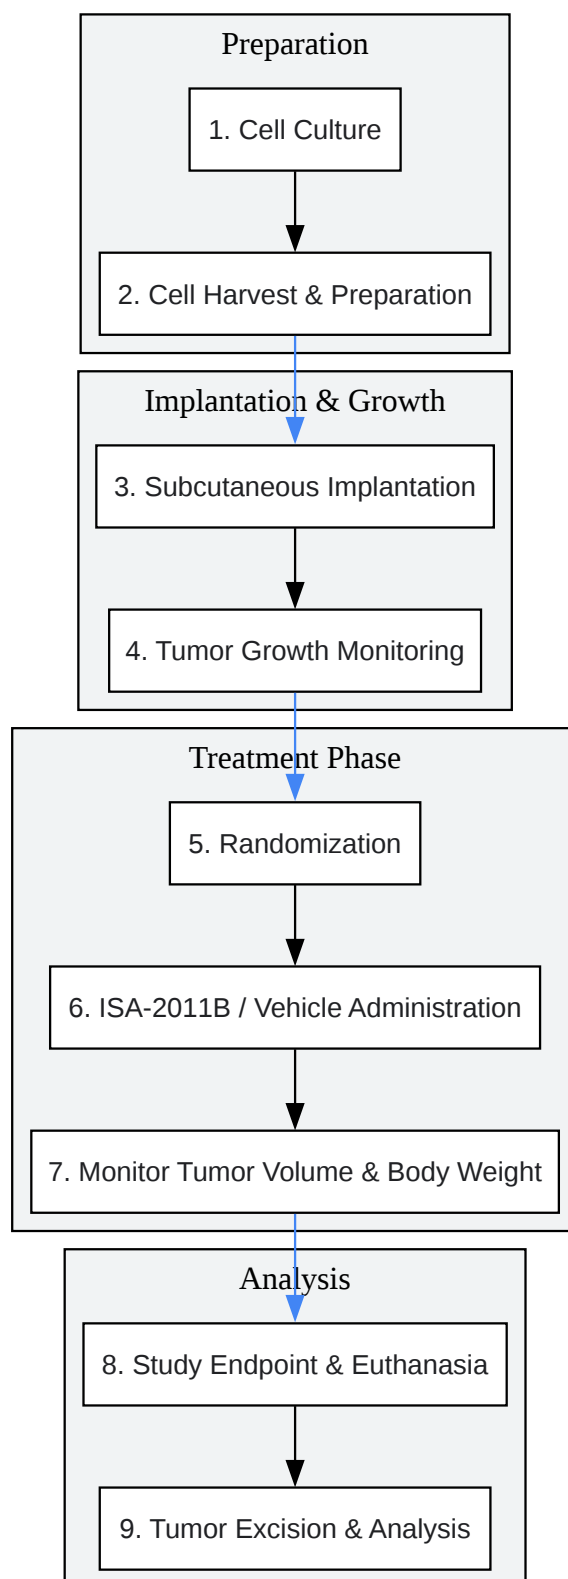 Preparation
1. Cell Culture
2. Cell Harvest & Preparation
Implantation & Growth
3. Subcutaneous Implantation
4. Tumor Growth Monitoring
Treatment Phase
5. Randomization
6. ISA-2011B / Vehicle Administration
7. Monitor Tumor Volume & Body Weight
Analysis
8. Study Endpoint & Euthanasia
9. Tumor Excision & Analysis